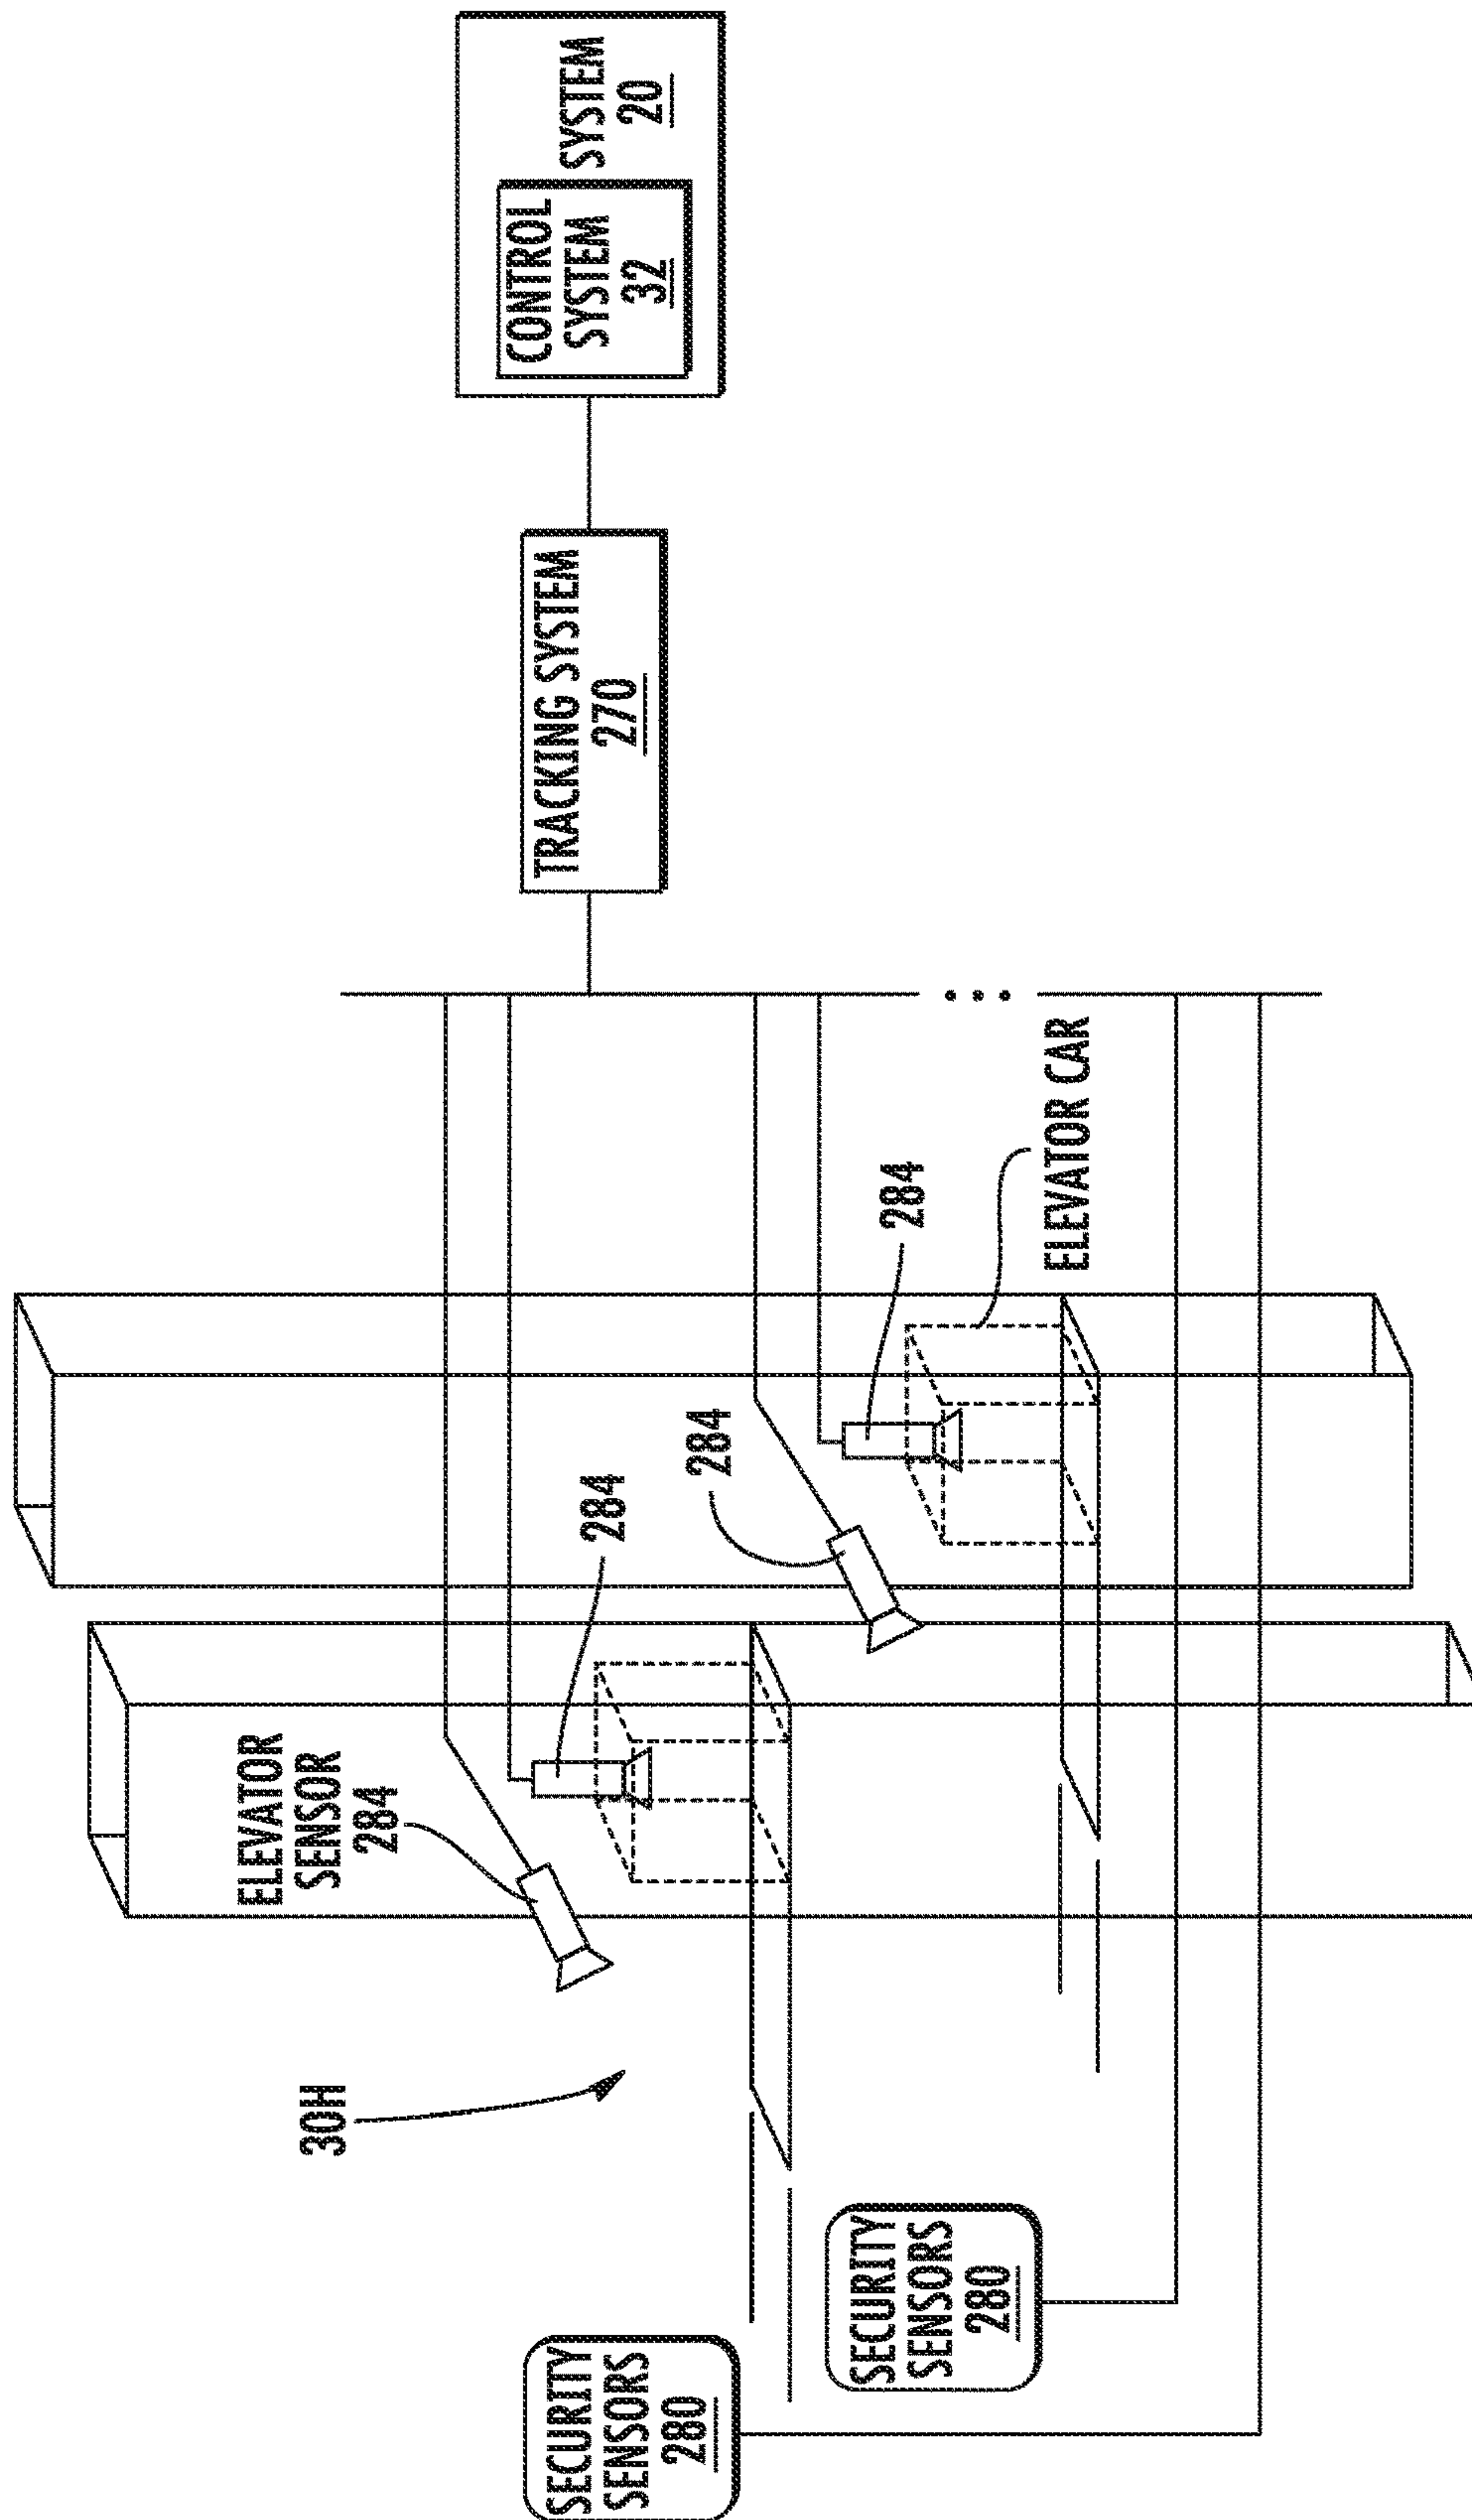 SYSTEM
20
CONTROL
SYSTEM
32
TRACKING SYSTEM
270
ELEVATOR CAR
284
284
284
ELEVATOR
SENSOR
284
30H
SECURITY
SENSORS
280
SECURITY
SENSORS
280